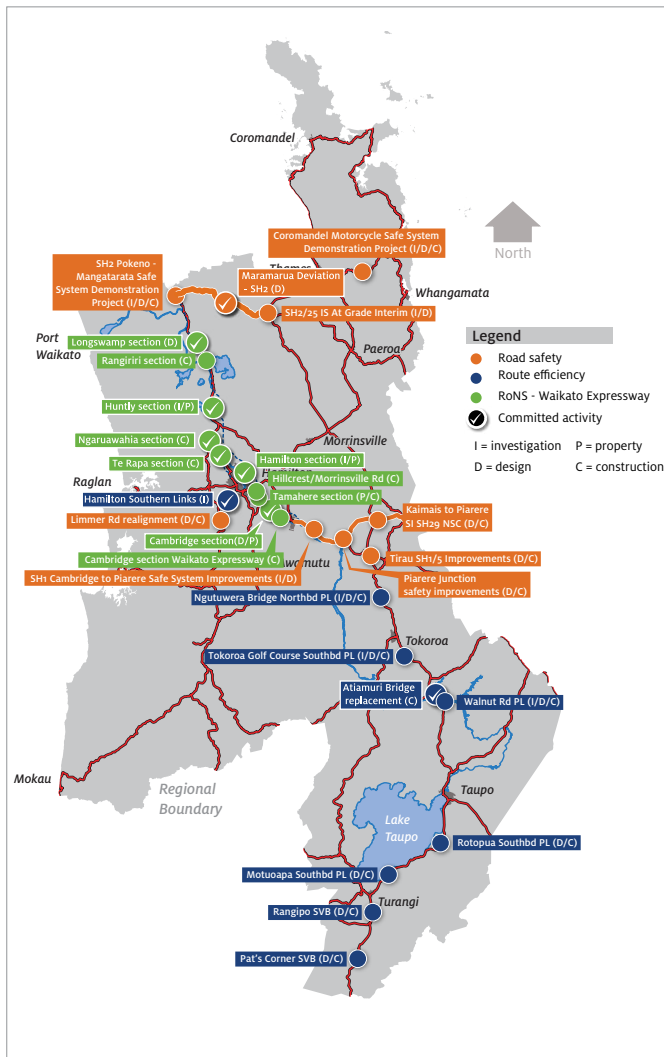 Coromandel
North
Coromandel Motorcycle Safe System
Demonstration Project (I/D/C)
SH2 Pokeno -
Mangatarata Safe
System Demonstration
Project (I/D/C)
Thames
Maramarua Deviation
- SH2 (D)
Whangamata
SH2/25 IS At Grade Interim (I/D)
Port
Waikato
Longswamp section (D)
Rangiriri section (C)
Paeroa
Legend
Road safety
Route efficiency
RoNS - Waikato Expressway
Committed activity
I = investigation
P = property
D = design
C = construction
Huntly section (I/P)
Ngaruawahia section (C)
Morrinsville
Te Rapa section (C)
Hamilton section (I/P)
Hamilton
Raglan
Hillcrest/Morrinsville Rd (C)
Hamilton Southern Links (I)
Tamahere section (P/C)
Limmer Rd realignment (D/C)
Kaimais to Piarere
SI SH29 NSC (D/C)
Cambridge section(D/P)
Cambridge section Waikato Expressway (C)
Tirau SH1/5 Improvements (D/C)
Awamutu
SH1 Cambridge to Piarere Safe System Improvements (I/D)
Piarere Junction
safety improvements (D/C)
Ngutuwera Bridge Northbd PL (I/D/C)
Tokoroa
Tokoroa Golf Course Southbd PL (I/D/C)
Atiamuri Bridge
replacement (C)
Walnut Rd PL (I/D/C)
Mokau
Regional
Boundary
Taupo
Lake
Taupo
Rotopua Southbd PL (D/C)
Motuoapa Southbd PL (D/C)
Turangi
Rangipo SVB (D/C)
Pat's Corner SVB (D/C)